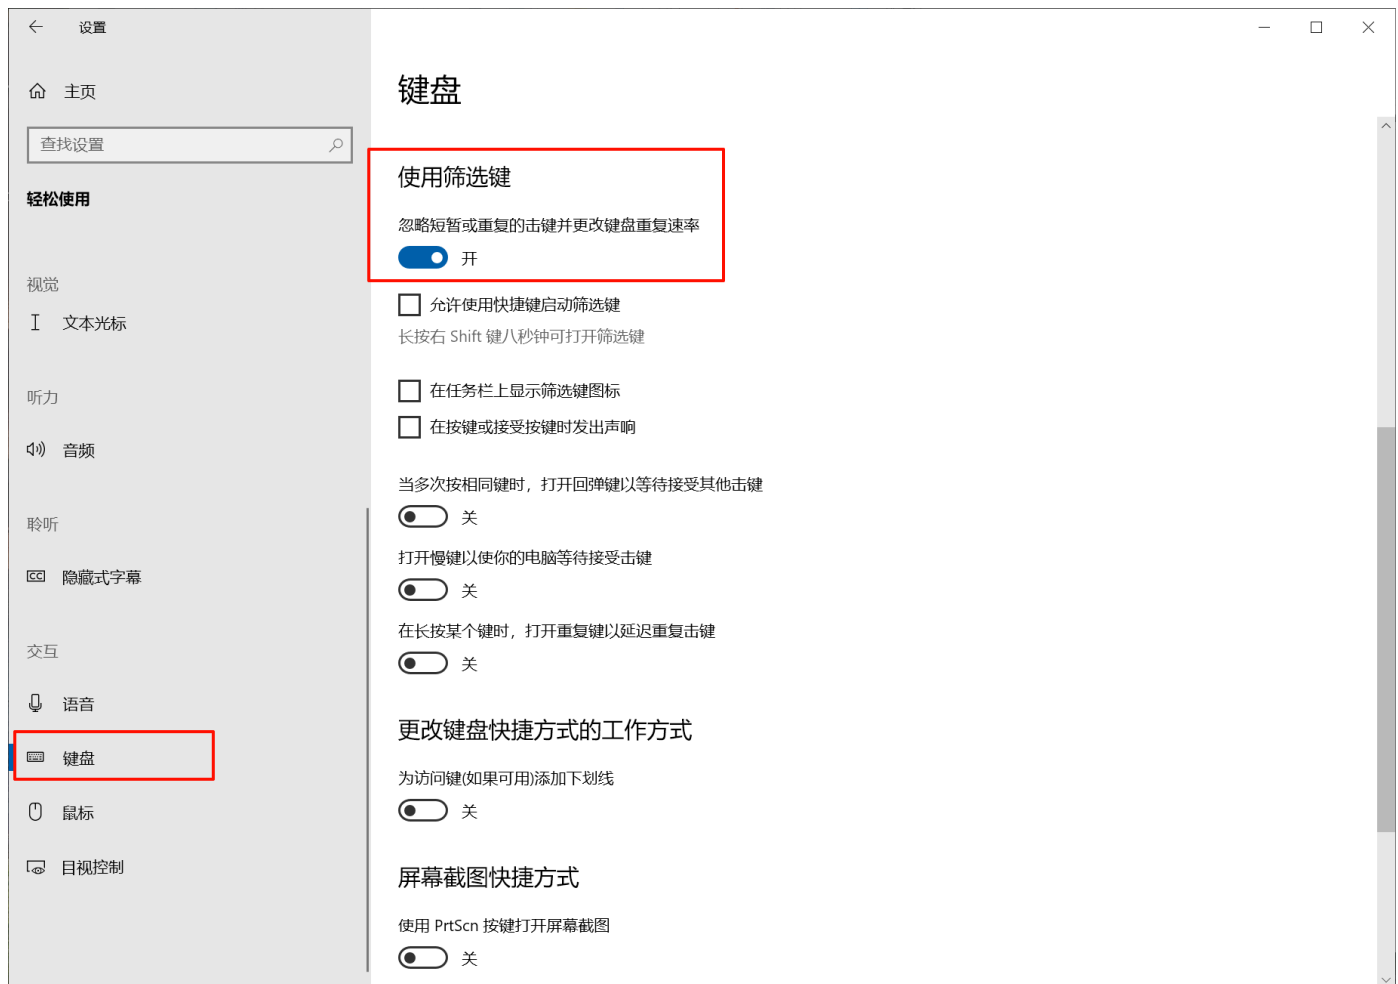 设置
主页
查找设置
轻松使用
视觉
文本光标
听力
音频
聆听
CC 隐藏式字幕
交互
语音
键盘
鼠标
目视控制
键盘
使用筛选键
忽略短暂或重复的击键并更改键盘重复速率
开
允许使用快捷键启动筛选键
长按右 Shift 键八秒钟可打开筛选键
在任务栏上显示筛选键图标
在按键或接受按键时发出声响
当多次按相同键时，打开回弹键以等待接受其他击键
关
打开慢键以使你的电脑等待接受击键
关
在长按某个键时，打开重复键以延迟重复击键
关
更改键盘快捷方式的工作方式
为访问键(如果可用)添加下划线
关
屏幕截图快捷方式
使用 PrtScn 按键打开屏幕截图
关